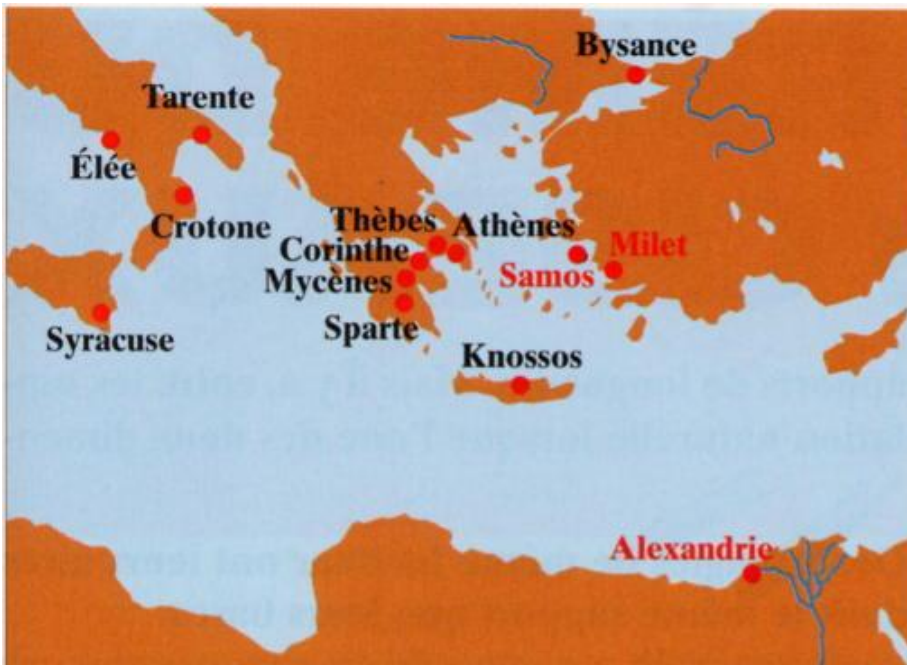 Bysance
Tarente
Élée
Crotone
Thèbes
Athènes
Corinthe
Milet
Mycènes
Samos
Sparte
Syracuse
Knossos
Alexandrie